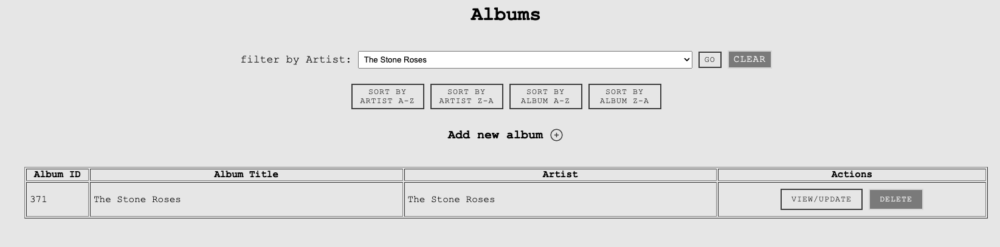 Albums
filter by Artist: The Stone Roses GO CLEAR
SORT BY ARTIST A-Z SORT BY ARTIST Z-A SORT BY ALBUM A-Z SORT BY ALBUM Z-A
Add new album
Album ID Album Title Artist Actions
371 The Stone Roses The Stone Roses VIEW/UPDATE DELETE